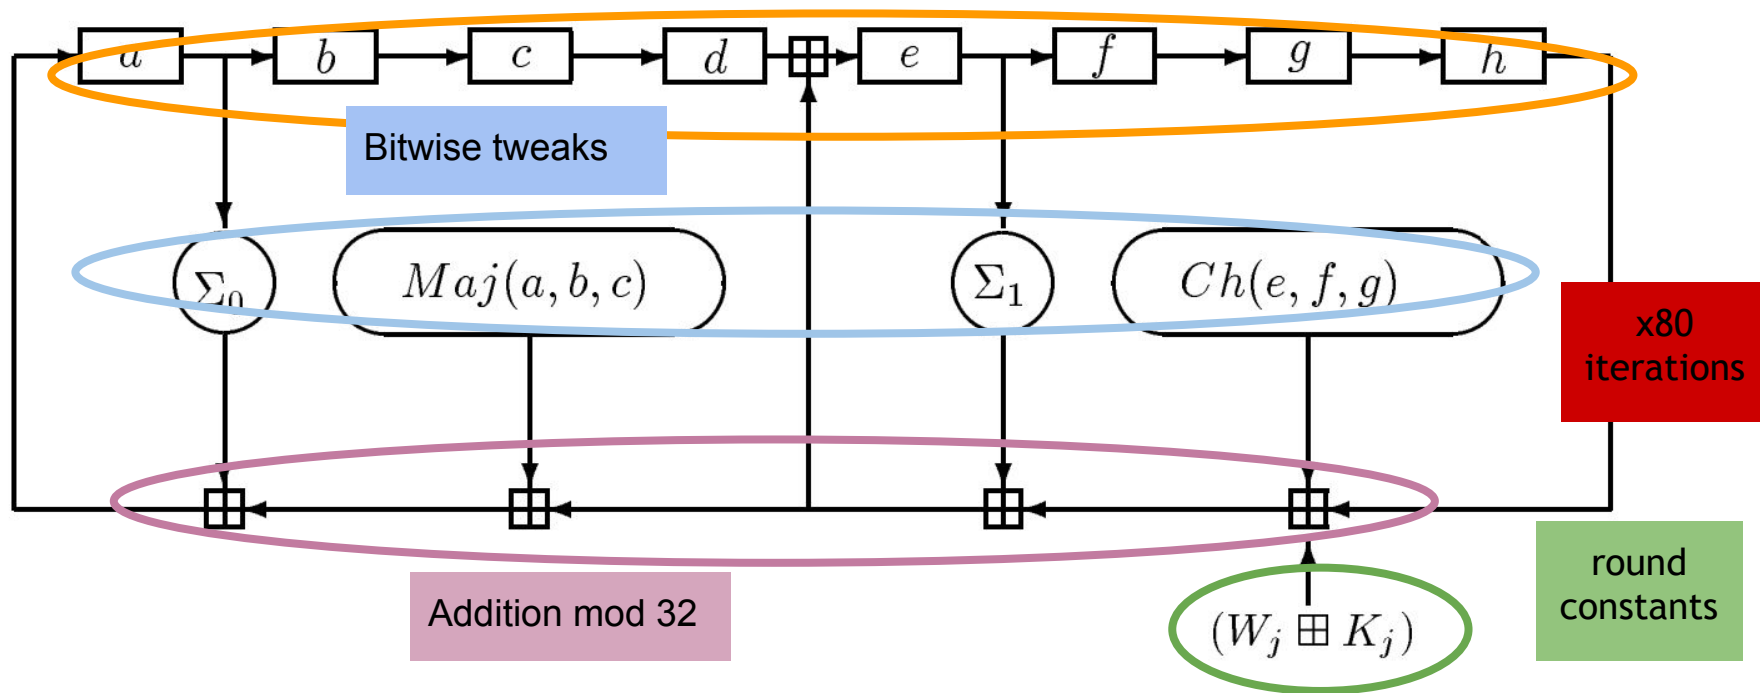 a b c d ⊞ e f g h
Bitwise tweaks
Σ₀ Maj(a, b, c) Σ₁ Ch(e, f, g)
x80
iterations
⊞ ⊞ ⊞ ⊞
round
constants
Addition mod 32
(Wⱼ ⊞ Kⱼ)